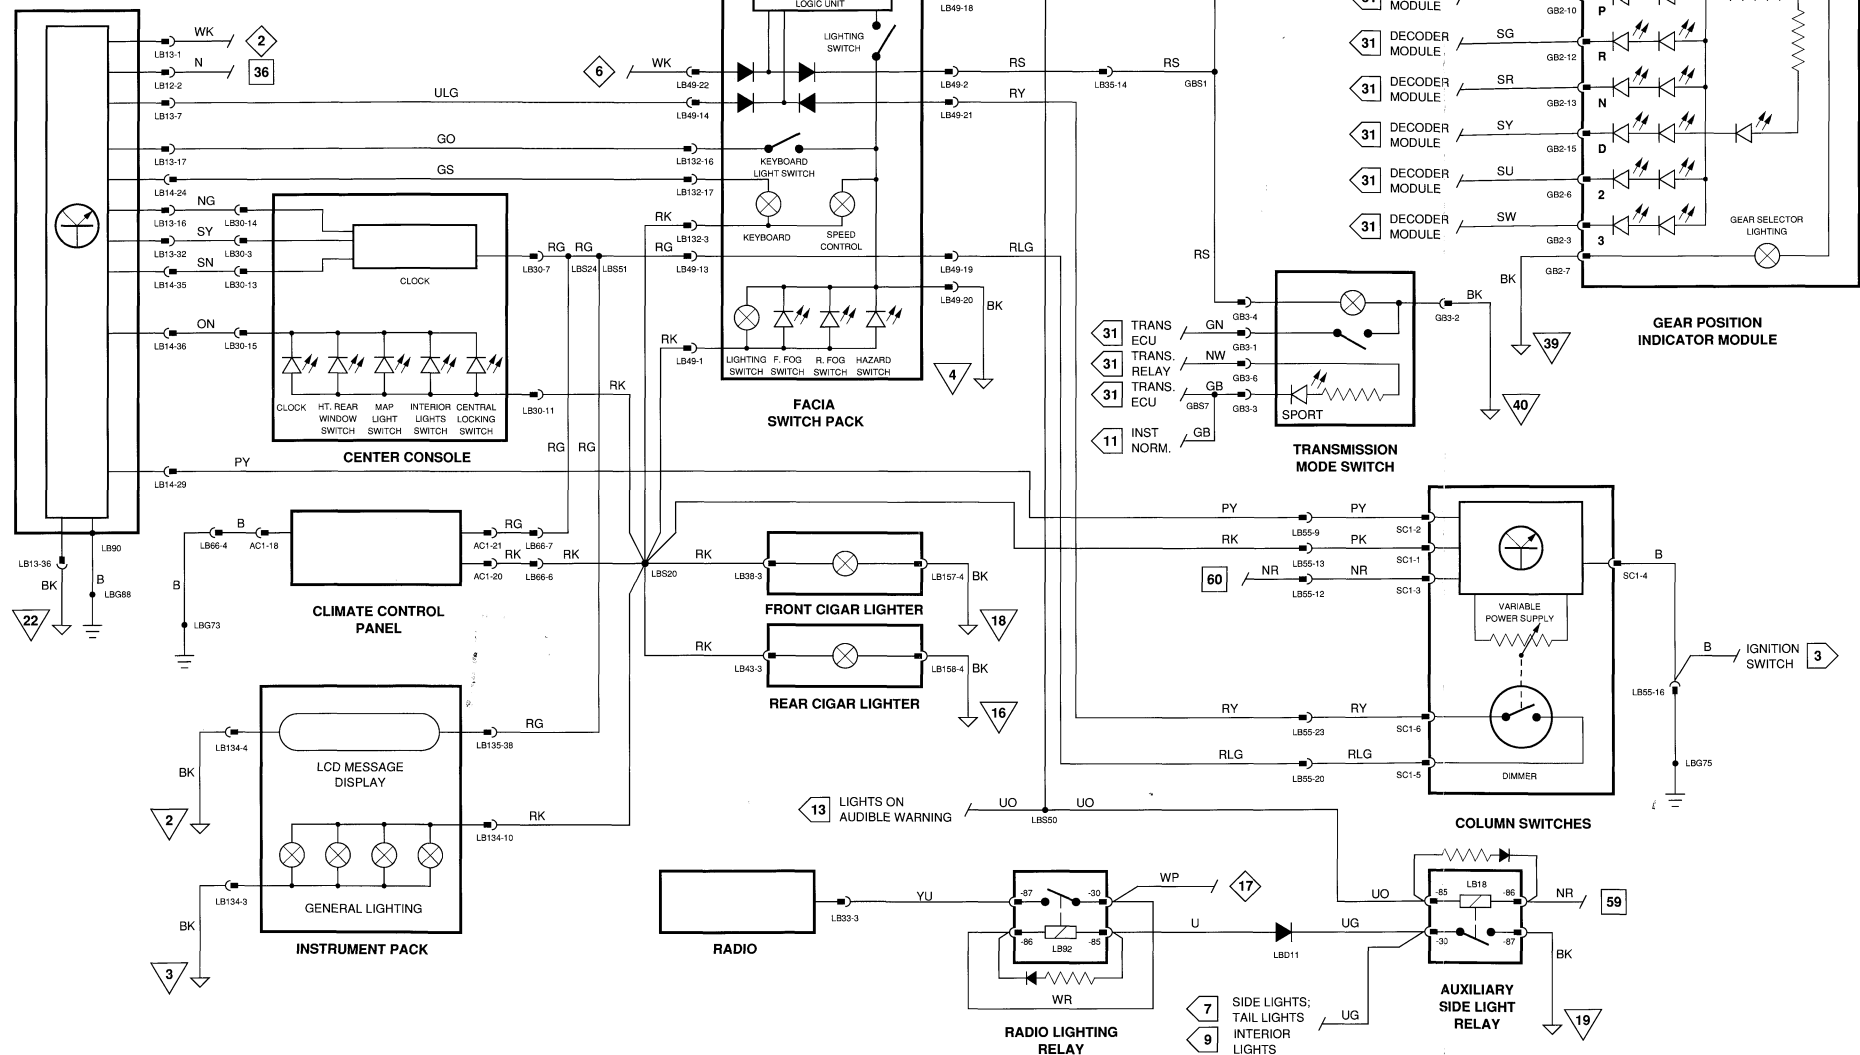 LOGIC UNIT
LB49-18
31
MODULE
GB2-10
P
WK
2
LB13-1
LIGHTING
SWITCH
31
DECODER
MODULE
SG
GB2-12
R
N
36
LB12-2
6
WK
LB49-22
RS
LB49-2
RS
LB35-14
GBS1
31
DECODER
MODULE
SR
GB2-13
N
ULG
LB13-7
LB49-14
RY
LB49-21
31
DECODER
MODULE
SY
GB2-15
D
GO
LB13-17
LB132-16
KEYBOARD
LIGHT SWITCH
GS
LB14-24
LB132-17
31
DECODER
MODULE
SU
GB2-6
2
NG
LB13-16
LB30-14
RK
LB132-3
KEYBOARD
SPEED
CONTROL
31
DECODER
MODULE
SW
GB2-3
3
GEAR SELECTOR
LIGHTING
SY
LB13-32
LB30-3
RG
RG
LB30-7
LBS24
LBS51
RG
LB49-13
RLG
LB49-19
RS
GB2-7
BK
SN
LB14-35
LB30-13
CLOCK
LB49-20
BK
GB3-4
BK
GB3-2
39
GEAR POSITION
INDICATOR MODULE
ON
LB14-36
LB30-15
RK
LB49-1
31
TRANS
ECU
GN
GB3-1
31
TRANS.
RELAY
NW
GB3-6
LIGHTING
SWITCH
F. FOG
SWITCH
R. FOG
SWITCH
HAZARD
SWITCH
4
31
TRANS.
ECU
GB
GBS7
GB3-3
SPORT
40
RK
LB30-11
CLOCK
HT. REAR
WINDOW
SWITCH
MAP
LIGHT
SWITCH
INTERIOR
LIGHTS
SWITCH
CENTRAL
LOCKING
SWITCH
FACIA
SWITCH PACK
11
INST
NORM.
GB
TRANSMISSION
MODE SWITCH
CENTER CONSOLE
RG
RG
PY
LB14-29
PY
LB55-9
PY
SC1-2
B
LB66-4
AC1-18
AC1-21
RG
LB66-7
RK
LB55-13
PK
SC1-1
B
SC1-4
LB90
LB13-36
BK
B
LBG88
B
AC1-20
RK
LB66-6
RK
LBS20
RK
LB38-3
LB157-4
BK
60
NR
LB55-12
NR
SC1-3
22
LBG73
CLIMATE CONTROL
PANEL
FRONT CIGAR LIGHTER
18
VARIABLE
POWER SUPPLY
RK
LB43-3
LB158-4
BK
B
IGNITION
SWITCH
3
LB55-16
REAR CIGAR LIGHTER
16
LB134-4
BK
LCD MESSAGE
DISPLAY
RG
LB135-38
RY
LB55-23
RY
SC1-6
RLG
LB55-20
RLG
SC1-5
DIMMER
LBG75
2
RK
LB134-10
13
LIGHTS ON
AUDIBLE WARNING
UO
LBS50
UO
COLUMN SWITCHES
LB134-3
BK
GENERAL LIGHTING
INSTRUMENT PACK
3
YU
LB33-3
RADIO
-87
-30
-86
LB92
-85
WP
17
U
LBD11
UG
WR
RADIO LIGHTING
RELAY
UO
-85
LB18
-86
-30
-87
NR
59
BK
AUXILIARY
SIDE LIGHT
RELAY
19
7
SIDE LIGHTS;
TAIL LIGHTS
UG
9
INTERIOR
LIGHTS